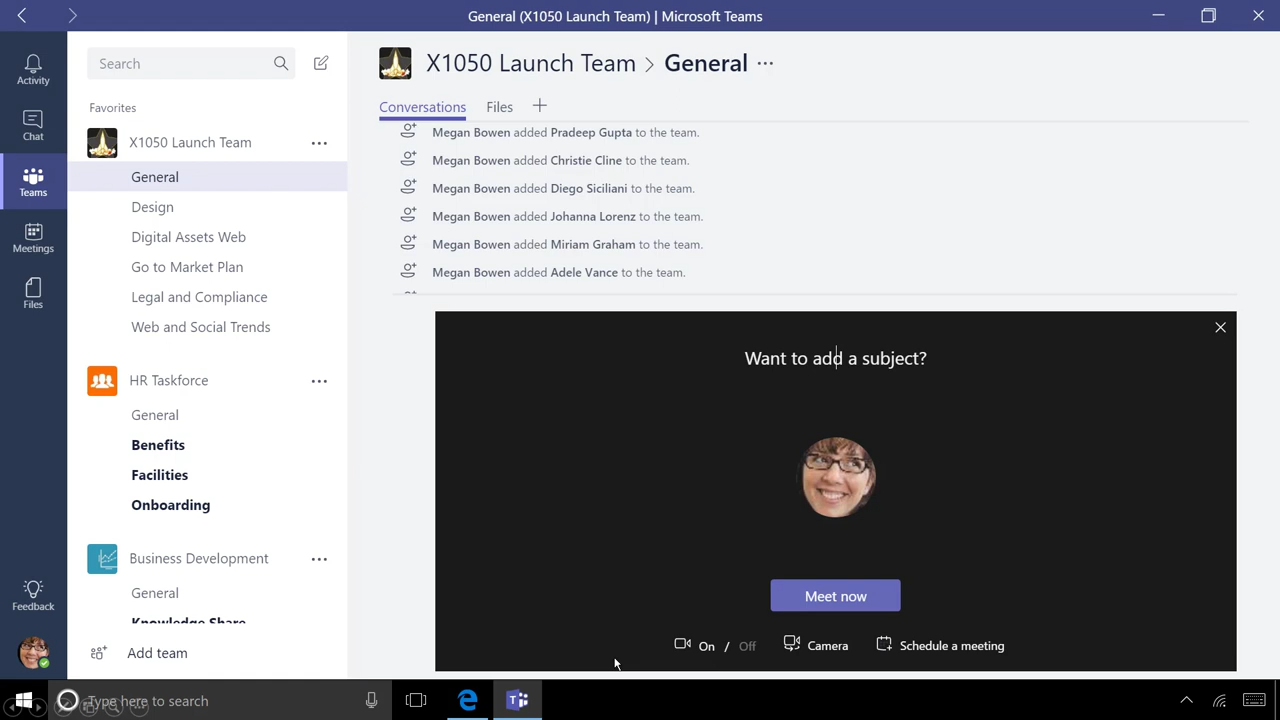 General (X1050 Launch Team) | Microsoft Teams
Activity
Chat
Teams
Meetings
Files
Feedback
Search
Favorites
X1050 Launch Team
General
Design
Digital Assets Web
Go to Market Plan
Legal and Compliance
Web and Social Trends
HR Taskforce
General
Benefits
Facilities
Onboarding
Business Development
General
Knowledge Share
Add team
X1050 Launch Team > General
Conversations Files
Megan Bowen added Pradeep Gupta to the team.
Megan Bowen added Christie Cline to the team.
Megan Bowen added Diego Siciliani to the team.
Megan Bowen added Johanna Lorenz to the team.
Megan Bowen added Miriam Graham to the team.
Megan Bowen added Adele Vance to the team.
Want to add a subject?
Meet now
On / Off Camera Schedule a meeting
Type here to search